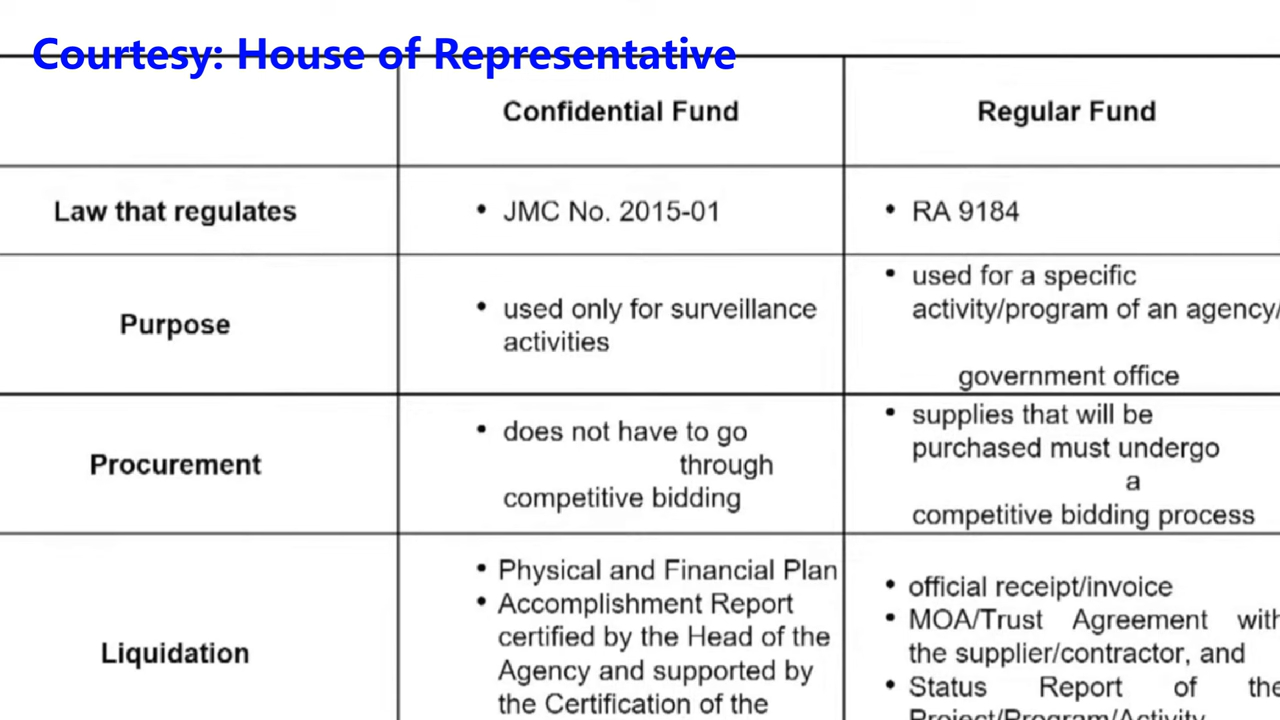 Courtesy: House of Representative
Confidential Fund
Regular Fund
Law that regulates
• JMC No. 2015-01
• RA 9184
Purpose
• used only for surveillance
activities
• used for a specific
activity/program of an agency/
government office
Procurement
• does not have to go
through
competitive bidding
• supplies that will be
purchased must undergo
a
competitive bidding process
Liquidation
• Physical and Financial Plan
• Accomplishment Report
certified by the Head of the
Agency and supported by
the Certification of the
• official receipt/invoice
• MOA/Trust Agreement with
the supplier/contractor, and
• Status Report of the
Project/Program/Activity